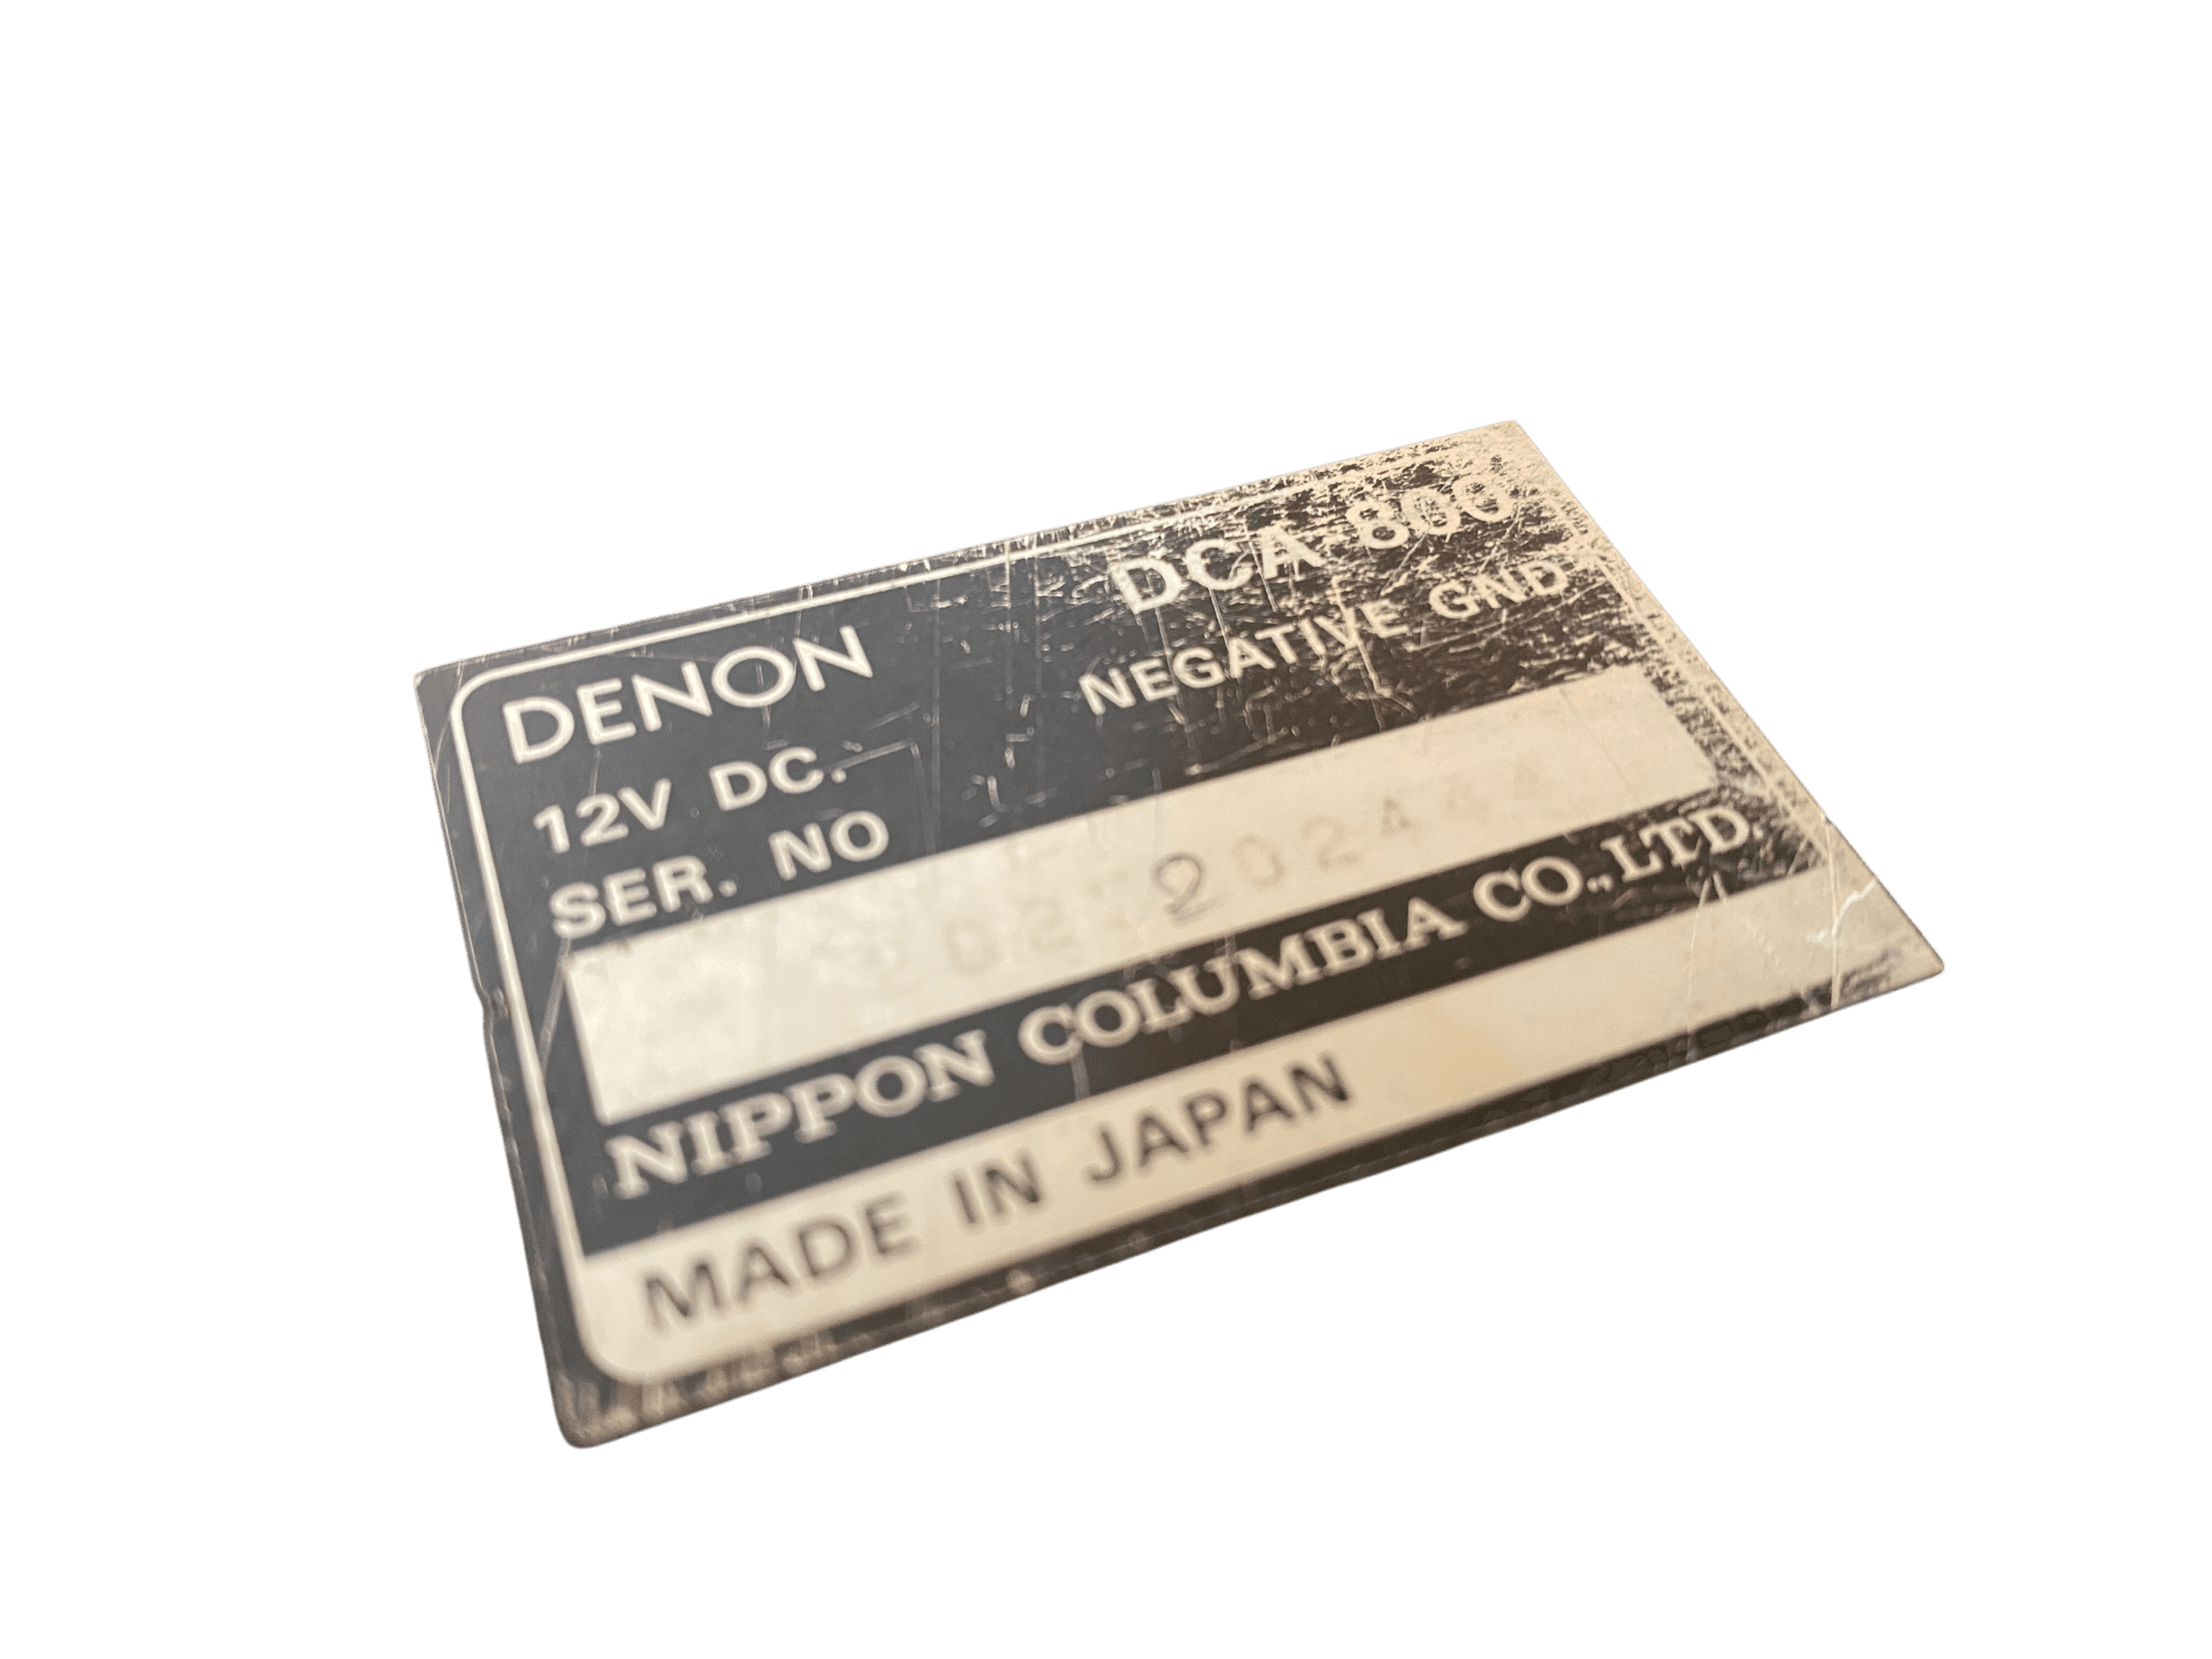 DENON DCA-800
12V DC. NEGATIVE GND
SER. NO
NIPPON COLUMBIA CO.,LTD.
MADE IN JAPAN